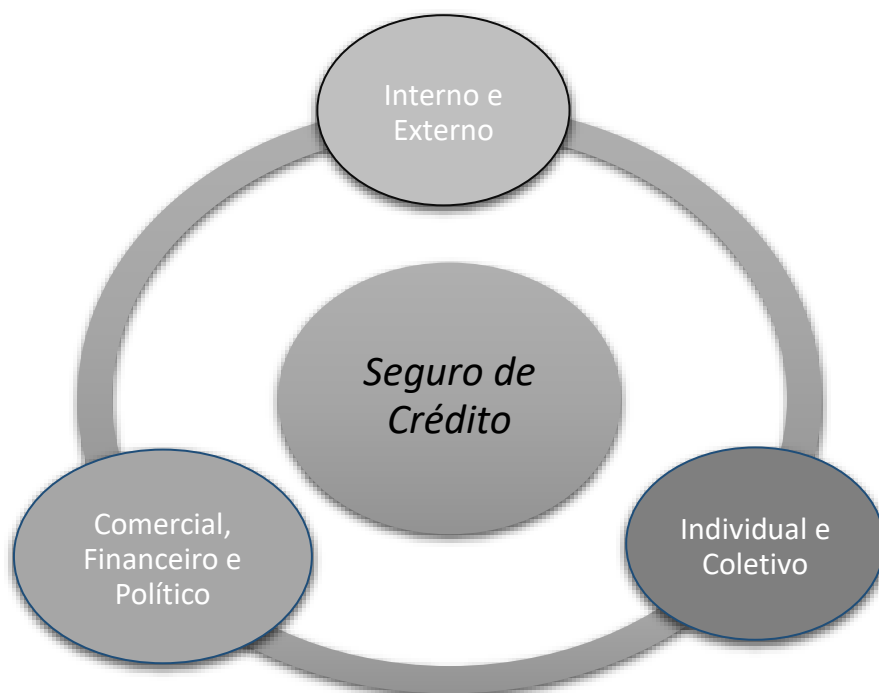 Interno e
Externo
Seguro de
Crédito
Comercial,
Financeiro e
Político
Individual e
Coletivo